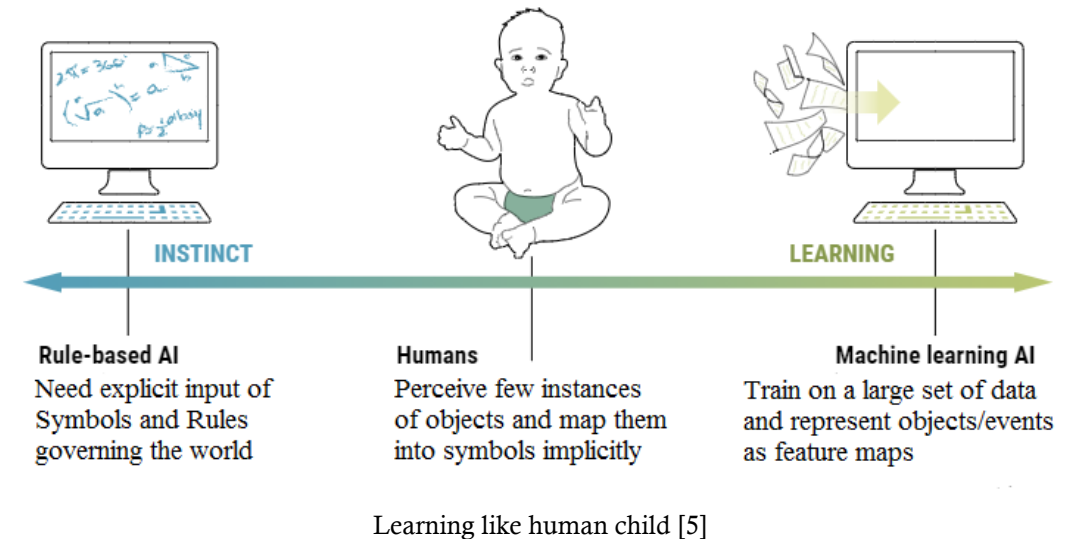 2π = 360°
INSTINCT
LEARNING
Rule-based AI
Need explicit input of
Symbols and Rules
governing the world
Humans
Perceive few instances
of objects and map them
into symbols implicitly
Machine learning AI
Train on a large set of data
and represent objects/events
as feature maps
Learning like human child [5]